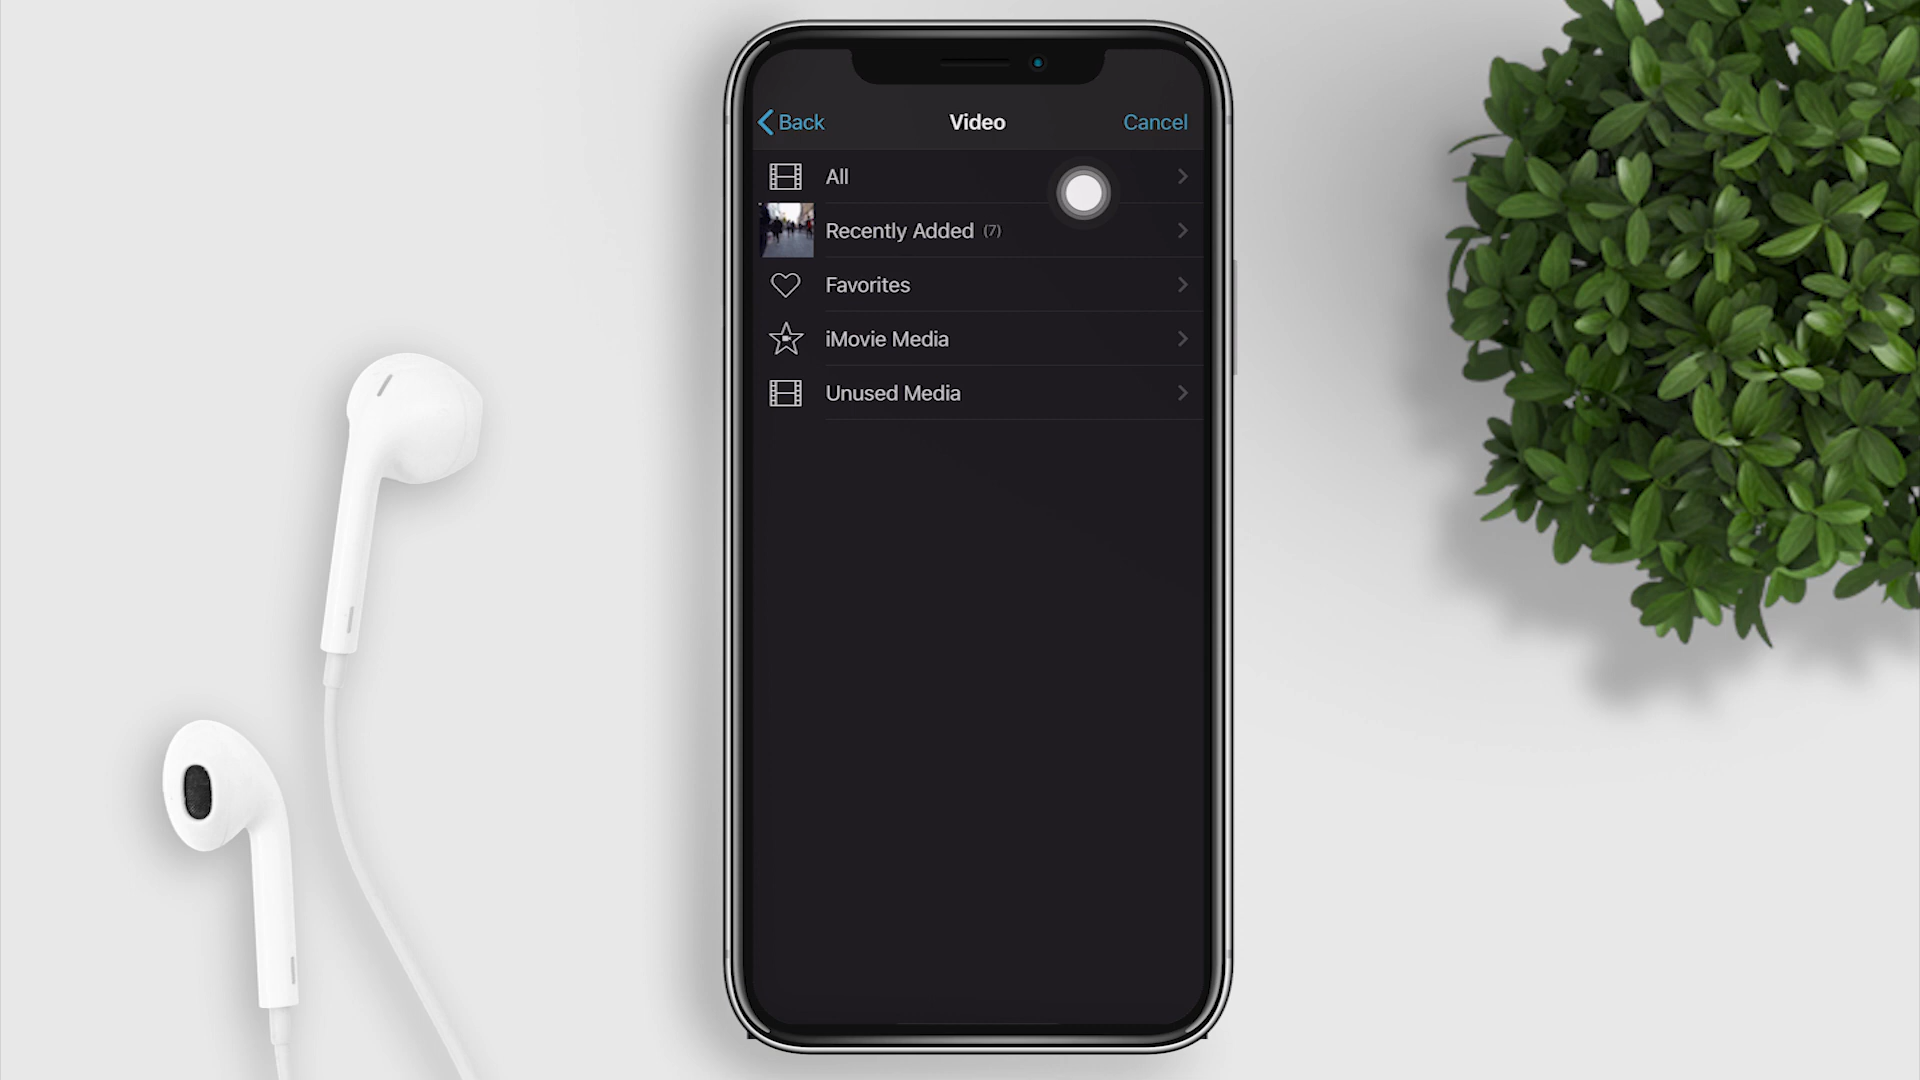 Back
Video
Cancel
All
Recently Added (7)
Favorites
iMovie Media
Unused Media